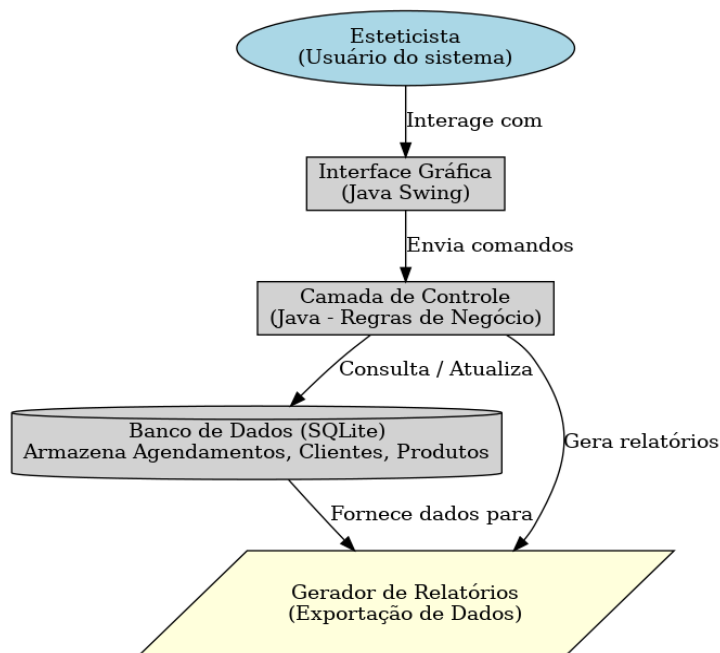 Esteticista
(Usuário do sistema)
Interage com
Interface Gráfica
(Java Swing)
Envia comandos
Camada de Controle
(Java - Regras de Negócio)
Consulta / Atualiza
Banco de Dados (SQLite)
Armazena Agendamentos, Clientes, Produtos
Gera relatórios
Fornece dados para
Gerador de Relatórios
(Exportação de Dados)